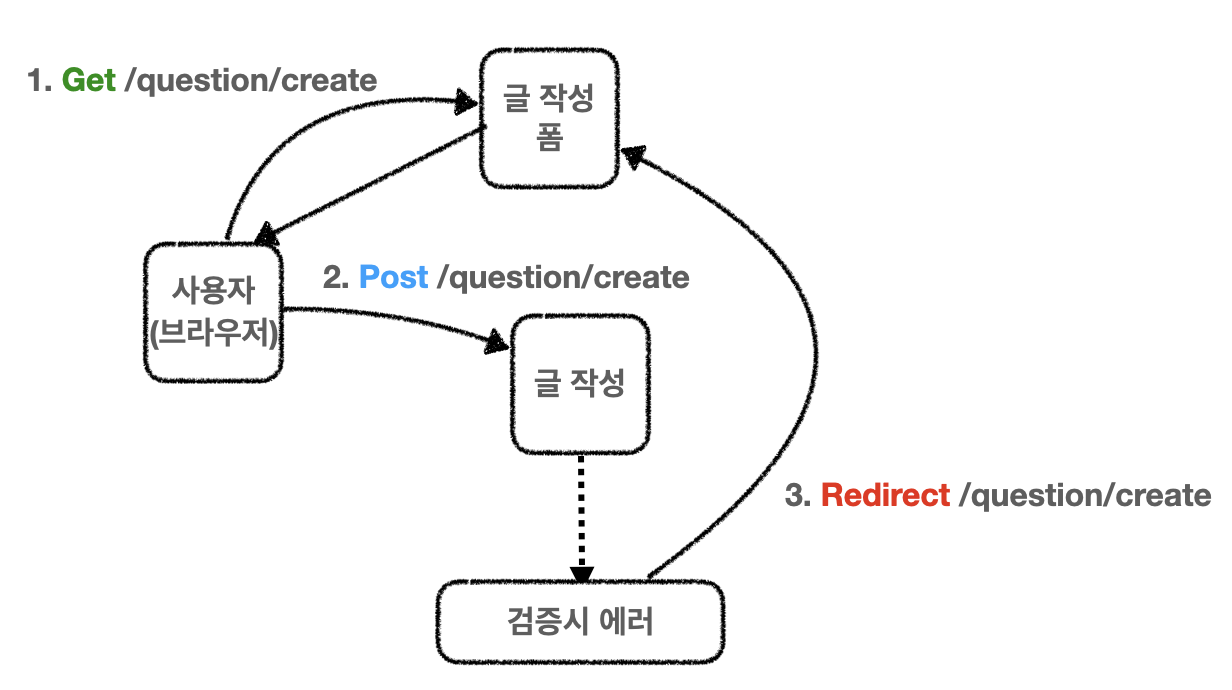 1. Get /question/create
글 작성
폼
사용자
(브라우저)
2. Post /question/create
글 작성
3. Redirect /question/create
검증시 에러